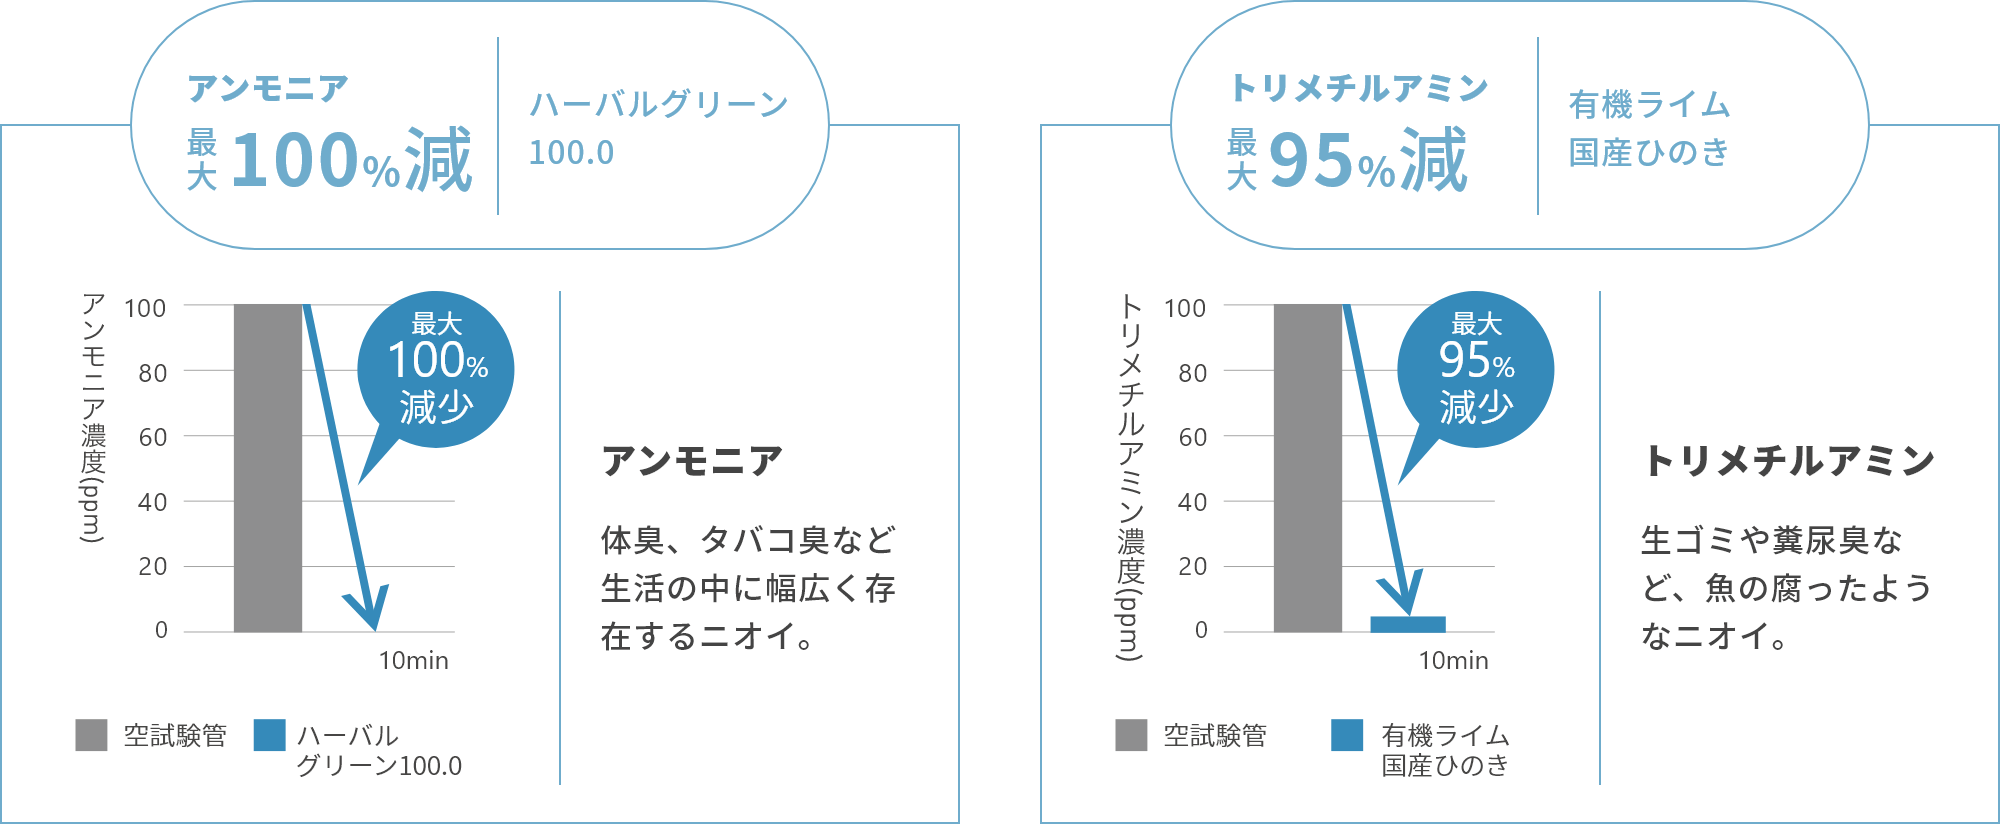 アンモニア
最大100%減
ハーバルグリーン
100.0
アンモニア濃度(ppm)
100
80
60
40
20
0
最大
100%
減少
10min
空試験管
ハーバル
グリーン100.0
アンモニア
体臭、タバコ臭など
生活の中に幅広く存
在するニオイ。
トリメチルアミン
最大95%減
有機ライム
国産ひのき
トリメチルアミン濃度(ppm)
100
80
60
40
20
0
最大
95%
減少
10min
空試験管
有機ライム
国産ひのき
トリメチルアミン
生ゴミや糞尿臭な
ど、魚の腐ったよう
なニオイ。